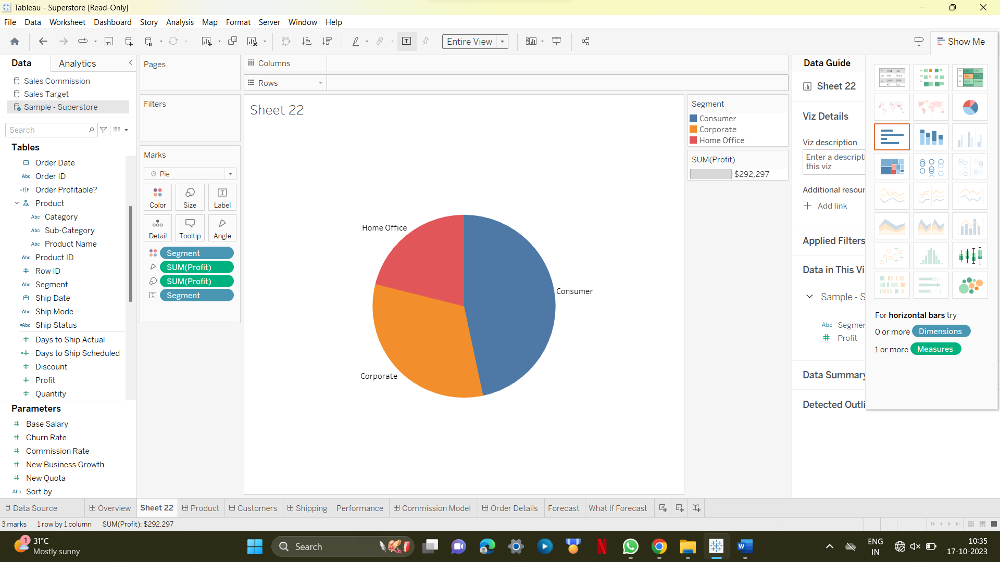 Tableau - Superstore [Read-Only]
File Data Worksheet Dashboard Story Analysis Map Format Server Window Help
Entire View
Show Me
Data Analytics
Sales Commission
Sales Target
Sample - Superstore
Search
Tables
Order Date
Abc Order ID
=T|F Order Profitable?
Product
Abc Category
Abc Sub-Category
Abc Product Name
Abc Product ID
# Row ID
Abc Segment
Ship Date
Abc Ship Mode
=Abc Ship Status
=# Days to Ship Actual
=# Days to Ship Scheduled
# Discount
# Profit
# Quantity
Parameters
# Base Salary
# Churn Rate
# Commission Rate
# New Business Growth
# New Quota
Abc Sort by
Pages
Filters
Marks
Pie
Color Size Label
Detail Tooltip Angle
Segment
SUM(Profit)
SUM(Profit)
Segment
Columns
Rows
Sheet 22
Home Office
Consumer
Corporate
Segment
Consumer
Corporate
Home Office
SUM(Profit)
$292,297
Data Guide
Sheet 22
Viz Details
Viz description
Enter a descripti
this viz
Additional resour
Add link
Applied Filters
Data in This Vi
Sample - S
Abc Segmer
# Profit
Data Summary
Detected Outli
For horizontal bars try
0 or more Dimensions
1 or more Measures
Data Source Overview Sheet 22 Product Customers Shipping Performance Commission Model Order Details Forecast What If Forecast
3 marks 1 row by 1 column SUM(Profit): $292,297
1
31°C
Mostly sunny
Search
ENG
IN
10:35
17-10-2023